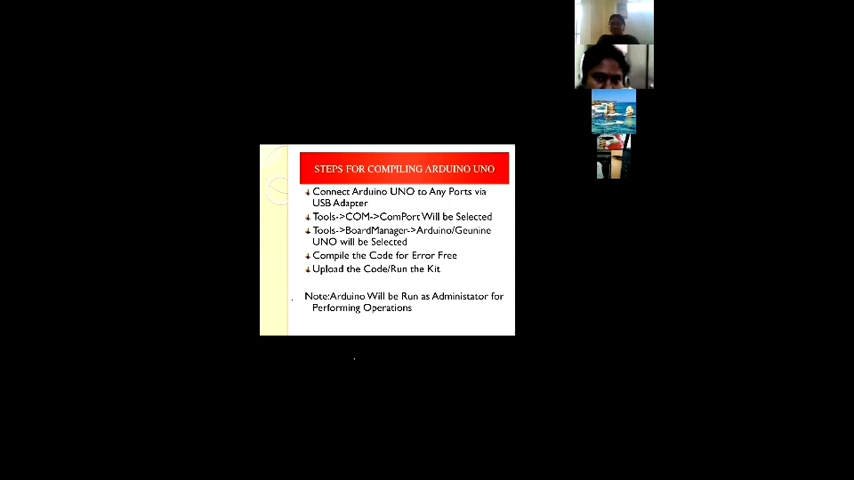 STEPS FOR COMPILING ARDUINO UNO
Connect Arduino UNO to Any Ports via
USB Adapter
Tools->COM->ComPort Will be Selected
Tools->BoardManager->Arduino/Geunine
UNO will be Selected
Compile the Code for Error Free
Upload the Code/Run the Kit
Note:Arduino Will be Run as Administator for
Performing Operations